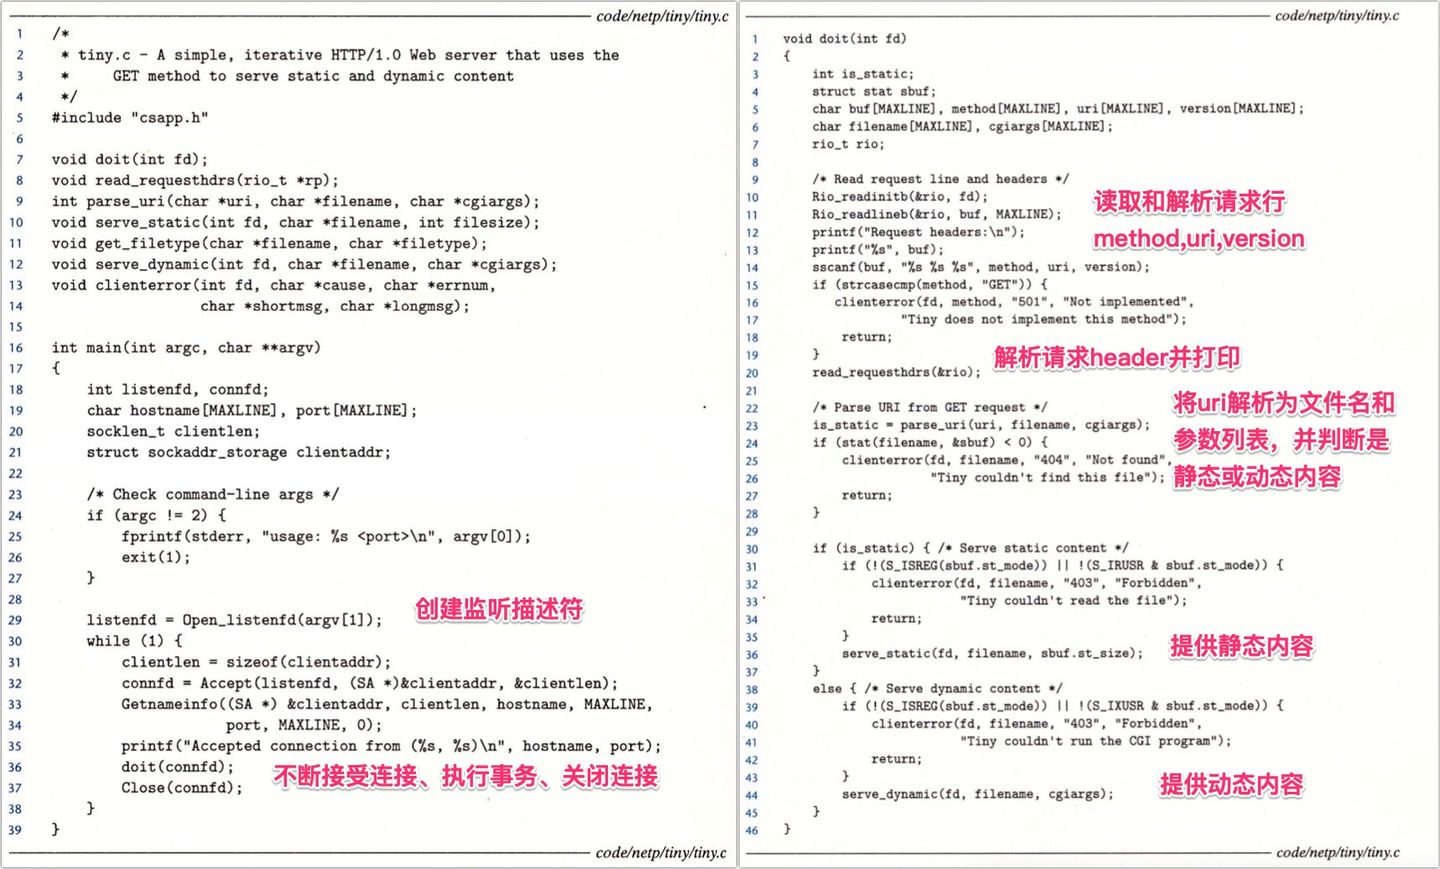 code/netp/tiny/tiny.c
1 /*
2  * tiny.c - A simple, iterative HTTP/1.0 Web server that uses the
3  *     GET method to serve static and dynamic content
4  */
5 #include "csapp.h"
6
7 void doit(int fd);
8 void read_requesthdrs(rio_t *rp);
9 int parse_uri(char *uri, char *filename, char *cgiargs);
10 void serve_static(int fd, char *filename, int filesize);
11 void get_filetype(char *filename, char *filetype);
12 void serve_dynamic(int fd, char *filename, char *cgiargs);
13 void clienterror(int fd, char *cause, char *errnum,
14                  char *shortmsg, char *longmsg);
15
16 int main(int argc, char **argv)
17 {
18     int listenfd, connfd;
19     char hostname[MAXLINE], port[MAXLINE];
20     socklen_t clientlen;
21     struct sockaddr_storage clientaddr;
22
23     /* Check command-line args */
24     if (argc != 2) {
25         fprintf(stderr, "usage: %s <port>\n", argv[0]);
26         exit(1);
27     }
28
创建监听描述符
29     listenfd = Open_listenfd(argv[1]);
30     while (1) {
31         clientlen = sizeof(clientaddr);
32         connfd = Accept(listenfd, (SA *)&clientaddr, &clientlen);
33         Getnameinfo((SA *) &clientaddr, clientlen, hostname, MAXLINE,
34                     port, MAXLINE, 0);
35         printf("Accepted connection from (%s, %s)\n", hostname, port);
36         doit(connfd);
不断接受连接、执行事务、关闭连接
37         Close(connfd);
38     }
39 }
code/netp/tiny/tiny.c
code/netp/tiny/tiny.c
1 void doit(int fd)
2 {
3     int is_static;
4     struct stat sbuf;
5     char buf[MAXLINE], method[MAXLINE], uri[MAXLINE], version[MAXLINE];
6     char filename[MAXLINE], cgiargs[MAXLINE];
7     rio_t rio;
8
9     /* Read request line and headers */
10     Rio_readinitb(&rio, fd);
读取和解析请求行
11     Rio_readlineb(&rio, buf, MAXLINE);
12     printf("Request headers:\n");
method,uri,version
13     printf("%s", buf);
14     sscanf(buf, "%s %s %s", method, uri, version);
15     if (strcasecmp(method, "GET")) {
16        clienterror(fd, method, "501", "Not implemented",
17                 "Tiny does not implement this method");
18         return;
19     }
解析请求header并打印
20     read_requesthdrs(&rio);
21
22     /* Parse URI from GET request */
将uri解析为文件名和
23     is_static = parse_uri(uri, filename, cgiargs);
24     if (stat(filename, &sbuf) < 0) {
参数列表，并判断是
25         clienterror(fd, filename, "404", "Not found",
26                     "Tiny couldn't find this file");
静态或动态内容
27         return;
28     }
29
30     if (is_static) { /* Serve static content */
31         if (!(S_ISREG(sbuf.st_mode)) || !(S_IRUSR & sbuf.st_mode)) {
32             clienterror(fd, filename, "403", "Forbidden",
33                         "Tiny couldn't read the file");
34             return;
35         }
提供静态内容
36         serve_static(fd, filename, sbuf.st_size);
37     }
38     else { /* Serve dynamic content */
39         if (!(S_ISREG(sbuf.st_mode)) || !(S_IXUSR & sbuf.st_mode)) {
40             clienterror(fd, filename, "403", "Forbidden",
41                         "Tiny couldn't run the CGI program");
42             return;
43         }
提供动态内容
44         serve_dynamic(fd, filename, cgiargs);
45     }
46 }
code/netp/tiny/tiny.c